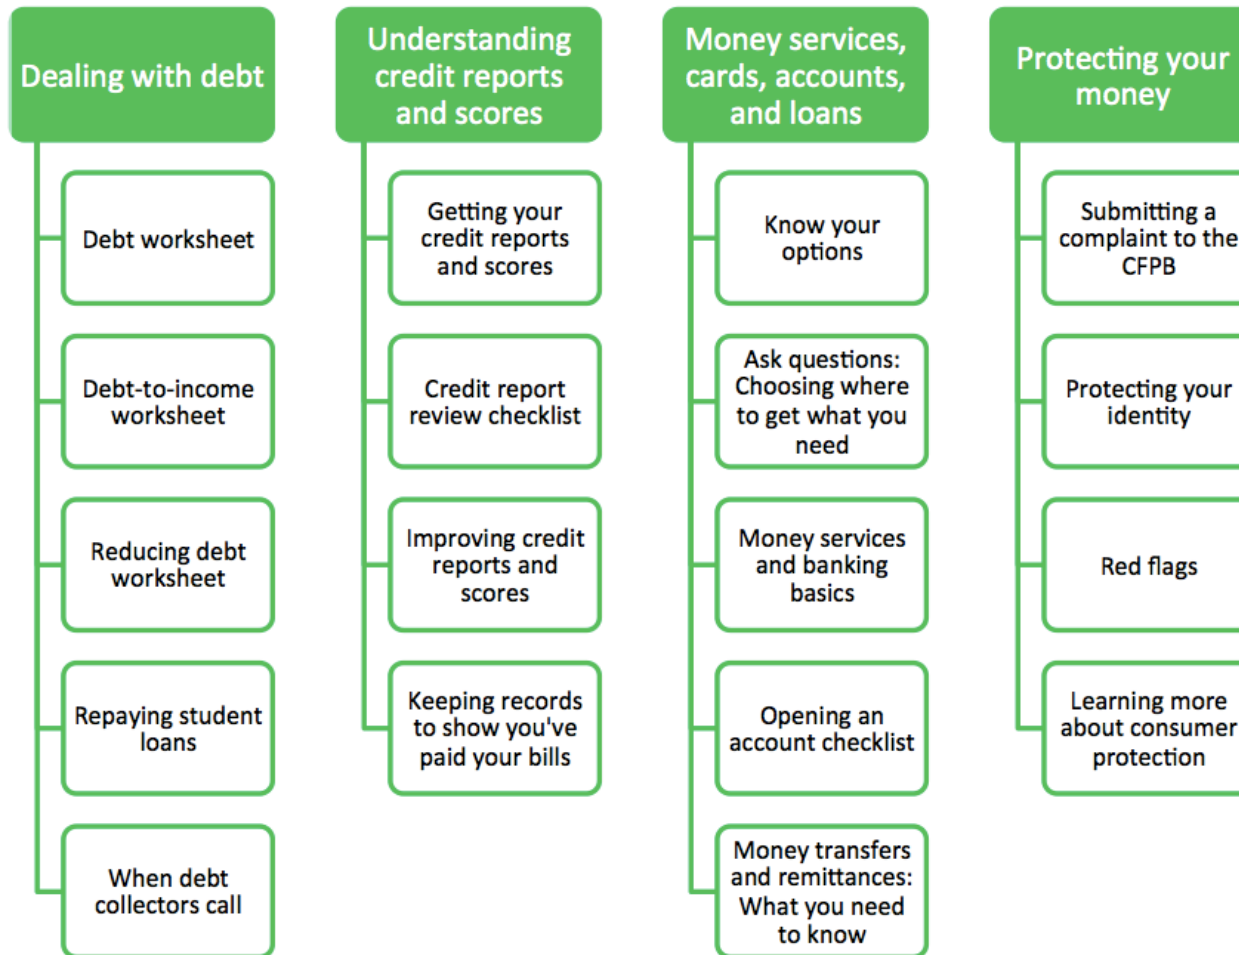 Dealing with debt
Debt worksheet
Debt-to-income
worksheet
Reducing debt
worksheet
Repaying student
loans
When debt
collectors call
Understanding
credit reports
and scores
Getting your
credit reports
and scores
Credit report
review checklist
Improving credit
reports and
scores
Keeping records
to show you've
paid your bills
Money services,
cards, accounts,
and loans
Know your
options
Ask questions:
Choosing where
to get what you
need
Money services
and banking
basics
Opening an
account checklist
Money transfers
and remittances:
What you need
to know
Protecting your
money
Submitting a
complaint to the
CFPB
Protecting your
identity
Red flags
Learning more
about consumer
protection